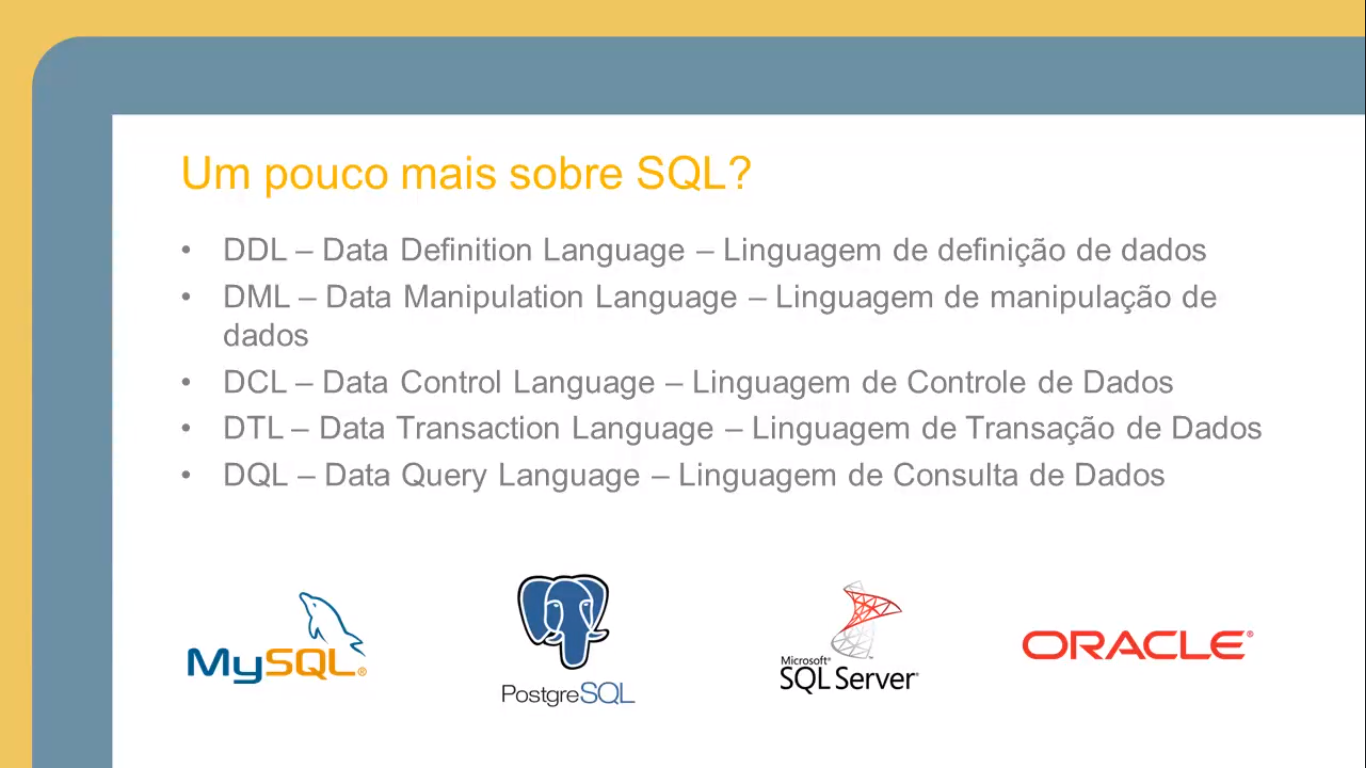 Um pouco mais sobre SQL?
• DDL – Data Definition Language – Linguagem de definição de dados
• DML – Data Manipulation Language – Linguagem de manipulação de
dados
• DCL – Data Control Language – Linguagem de Controle de Dados
• DTL – Data Transaction Language – Linguagem de Transação de Dados
• DQL – Data Query Language – Linguagem de Consulta de Dados
MySQL®
PostgreSQL
Microsoft®
SQL Server®
ORACLE®